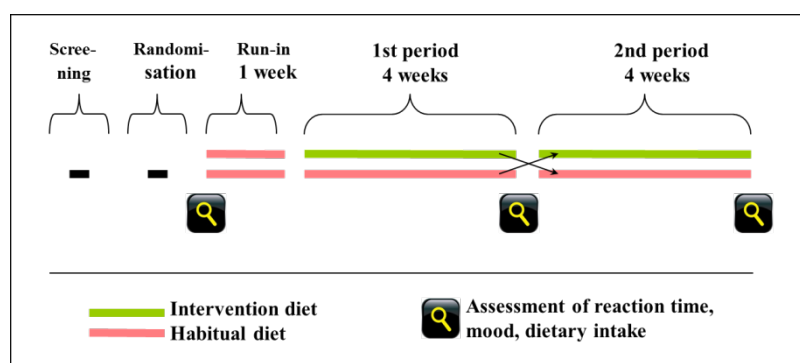 Scree-
ning
Randomi-
sation
Run-in
1 week
1st period
4 weeks
2nd period
4 weeks
Intervention diet
Habitual diet
Assessment of reaction time,
mood, dietary intake